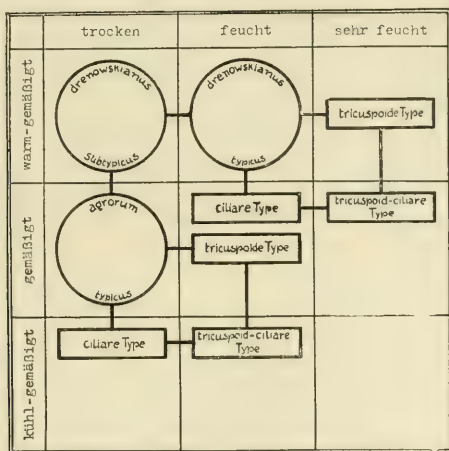 trocken feucht sehr feucht
warm-gemäßigt
drenowskianus
subtypicus
drenowskianus
typicus
tricuspoide Type
gemäßigt
agrorum
typicus
ciliare Type
tricuspoid-ciliare
Type
tricuspoide Type
kühl-gemäßigt
ciliare Type
tricuspoid-ciliare
Type